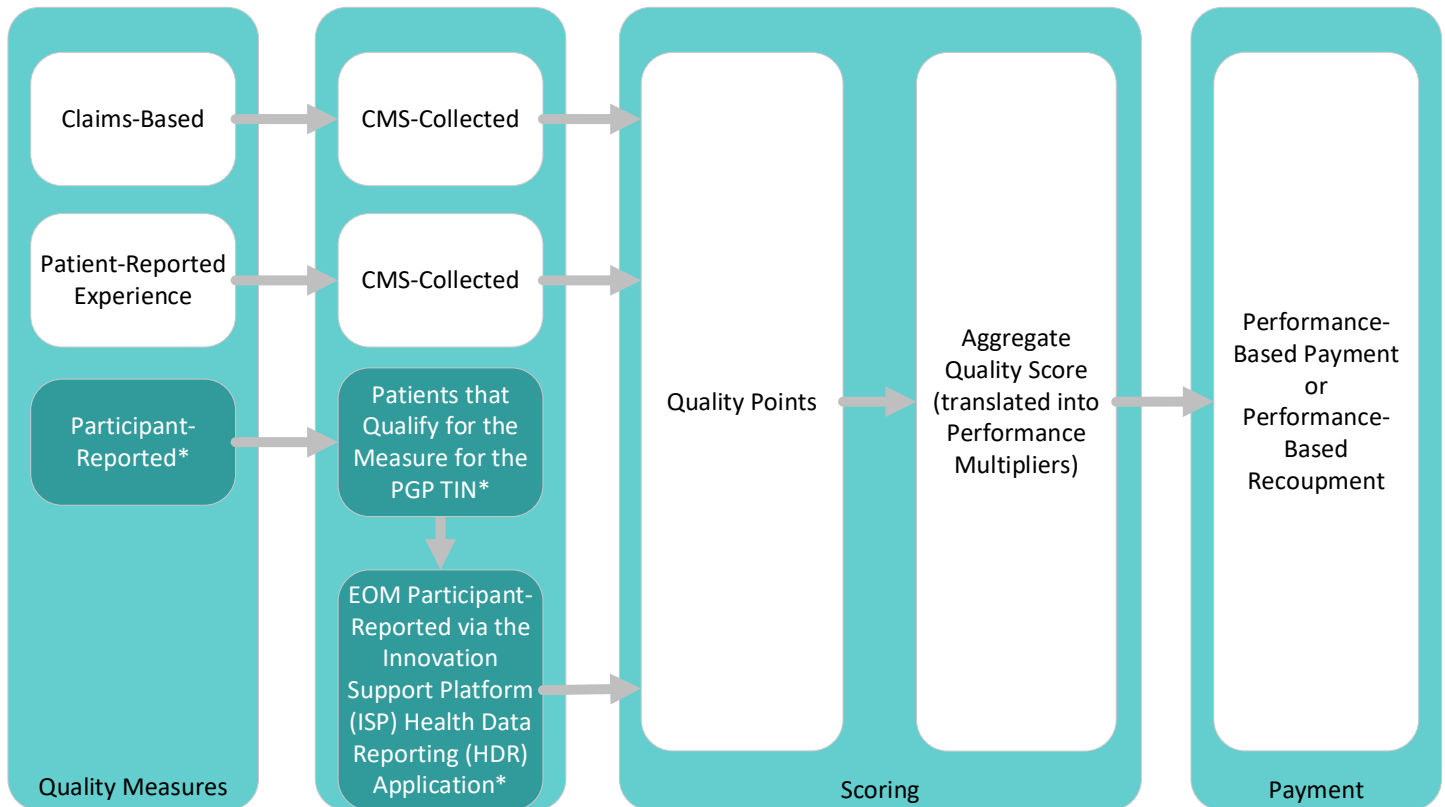 Claims-Based
Patient-Reported
Experience
Participant-
Reported*
Quality Measures
CMS-Collected
CMS-Collected
Patients that
Qualify for the
Measure for the
PGP TIN*
EOM Participant-
Reported via the
Innovation
Support Platform
(ISP) Health Data
Reporting (HDR)
Application*
Quality Points
Aggregate
Quality Score
(translated into
Performance
Multipliers)
Scoring
Performance-
Based Payment
or
Performance-
Based
Recoupment
Payment